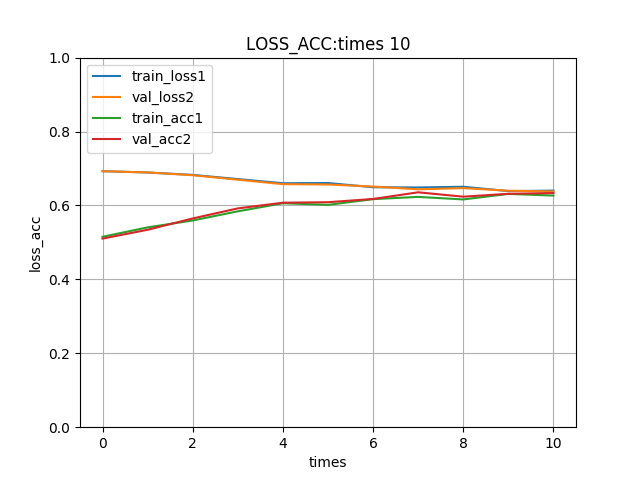 LOSS_ACC:times 10
1.0
0.8
0.6
0.4
0.2
0.0
loss_acc
train_loss1
val_loss2
train_acc1
val_acc2
0 2 4 6 8 10
times